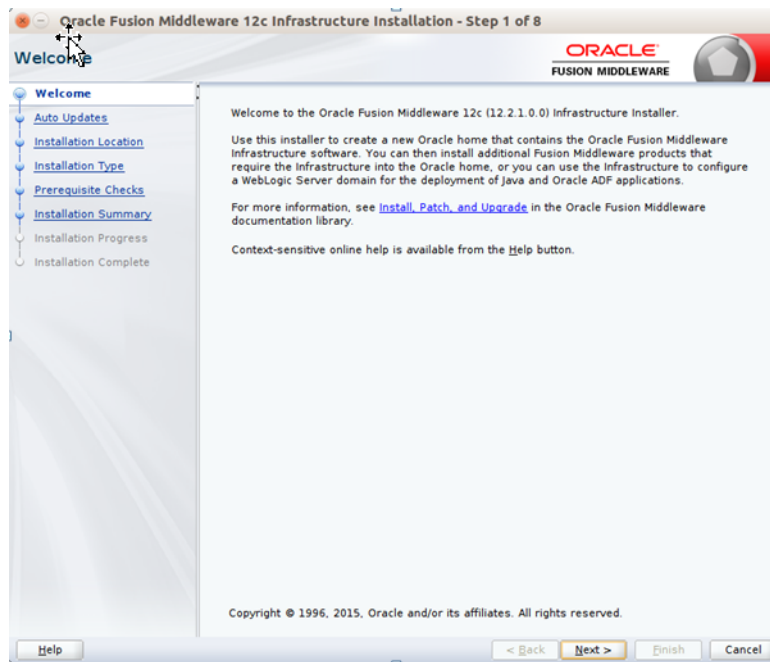 Oracle Fusion Middleware 12c Infrastructure Installation - Step 1 of 8
Welcome
ORACLE
FUSION MIDDLEWARE
Welcome
Auto Updates
Installation Location
Installation Type
Prerequisite Checks
Installation Summary
Installation Progress
Installation Complete
Welcome to the Oracle Fusion Middleware 12c (12.2.1.0.0) Infrastructure Installer.
Use this installer to create a new Oracle home that contains the Oracle Fusion Middleware
Infrastructure software. You can then install additional Fusion Middleware products that
require the Infrastructure into the Oracle home, or you can use the Infrastructure to configure
a WebLogic Server domain for the deployment of Java and Oracle ADF applications.
For more information, see Install, Patch, and Upgrade in the Oracle Fusion Middleware
documentation library.
Context-sensitive online help is available from the Help button.
Copyright © 1996, 2015, Oracle and/or its affiliates. All rights reserved.
Help
< Back
Next >
Finish
Cancel